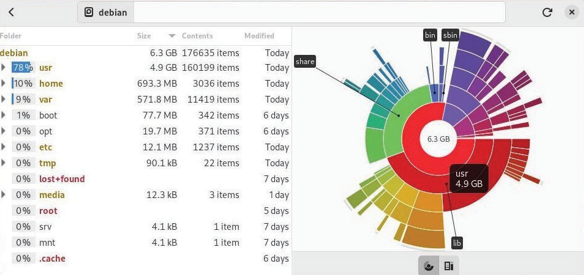 debian
Folder Size Contents Modified
debian 6.3 GB 176635 items Today
78% usr 4.9 GB 160199 items Today
10% home 693.3 MB 3036 items Today
9% var 571.8 MB 11419 items Today
1% boot 77.7 MB 342 items 6 days
0% opt 19.7 MB 371 items 6 days
0% etc 12.1 MB 1237 items Today
0% tmp 90.1 kB 22 items Today
0% lost+found 7 days
0% media 12.3 kB 3 items 1 day
0% root 5 days
0% srv 4.1 kB 1 item 7 days
0% mnt 4.1 kB 1 item 7 days
0% .cache 6 days
bin sbin
share
6.3 GB
usr
4.9 GB
lib